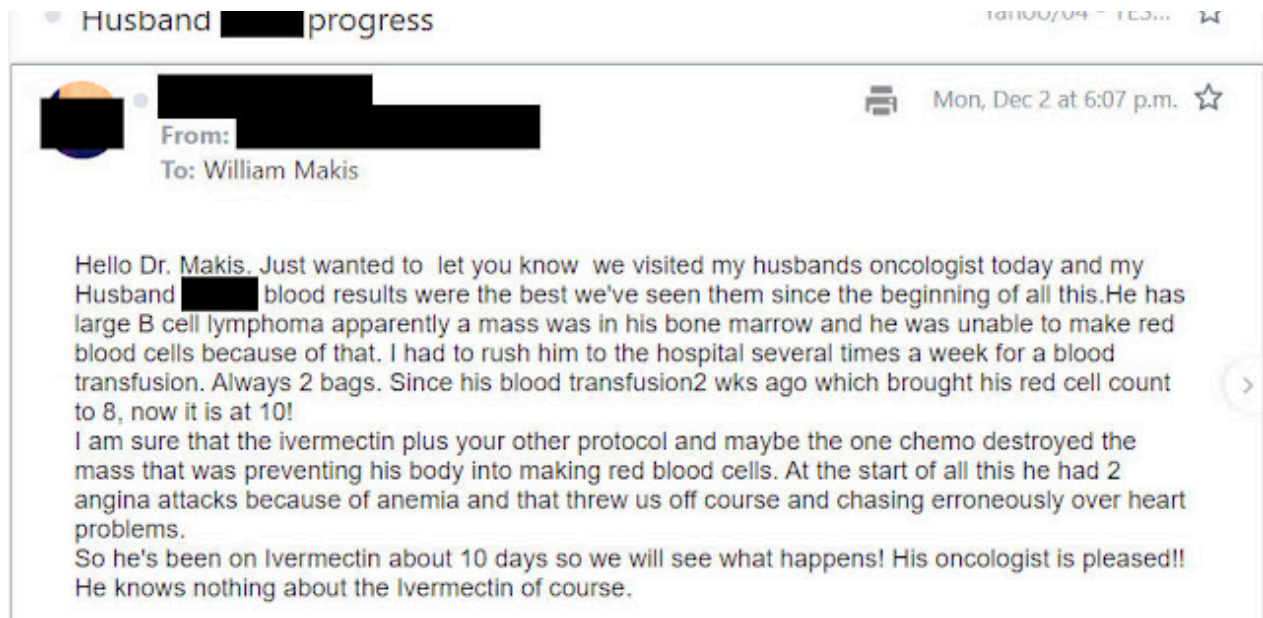 Husband progress
Mon, Dec 2 at 6:07 p.m.
From:
To: William Makis
Hello Dr. Makis. Just wanted to let you know we visited my husbands oncologist today and my
Husband blood results were the best we've seen them since the beginning of all this.He has
large B cell lymphoma apparently a mass was in his bone marrow and he was unable to make red
blood cells because of that. I had to rush him to the hospital several times a week for a blood
transfusion. Always 2 bags. Since his blood transfusion2 wks ago which brought his red cell count
to 8, now it is at 10!
I am sure that the ivermectin plus your other protocol and maybe the one chemo destroyed the
mass that was preventing his body into making red blood cells. At the start of all this he had 2
angina attacks because of anemia and that threw us off course and chasing erroneously over heart
problems.
So he's been on Ivermectin about 10 days so we will see what happens! His oncologist is pleased!!
He knows nothing about the Ivermectin of course.